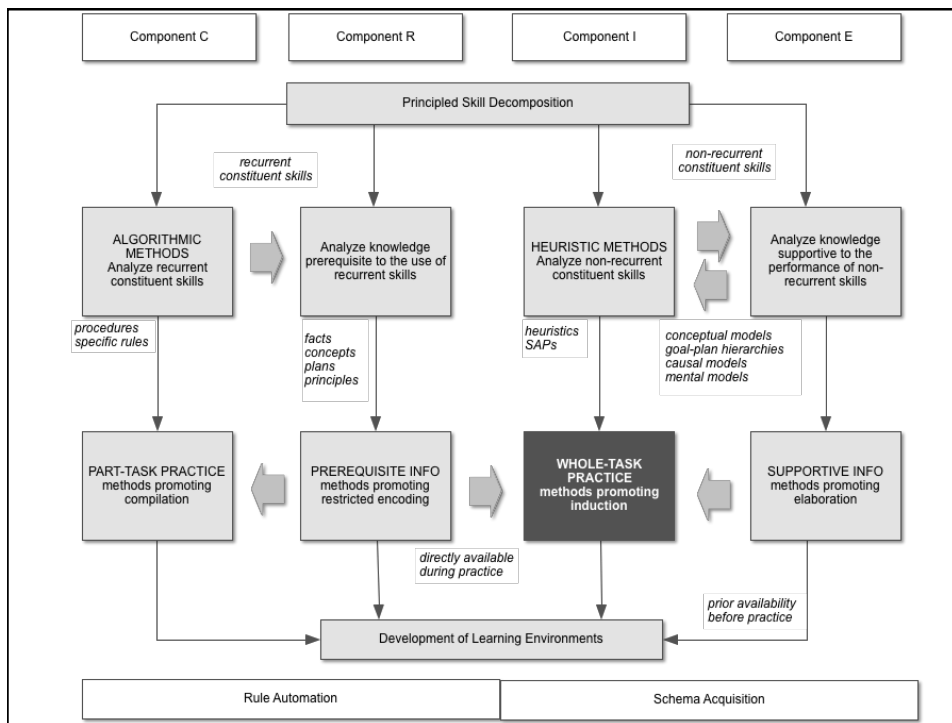 Component C
Component R
Component I
Component E
Principled Skill Decomposition
recurrent
constituent skills
non-recurrent
constituent skills
ALGORITHMIC
METHODS
Analyze recurrent
constituent skills
Analyze knowledge
prerequisite to the use of
recurrent skills
HEURISTIC METHODS
Analyze non-recurrent
constituent skills
Analyze knowledge
supportive to the
performance of non-
recurrent skills
procedures
specific rules
facts
concepts
plans
principles
heuristics
SAPs
conceptual models
goal-plan hierarchies
causal models
mental models
PART-TASK PRACTICE
methods promoting
compilation
PREREQUISITE INFO
methods promoting
restricted encoding
WHOLE-TASK
PRACTICE
methods promoting
induction
SUPPORTIVE INFO
methods promoting
elaboration
directly available
during practice
prior availability
before practice
Development of Learning Environments
Rule Automation
Schema Acquisition